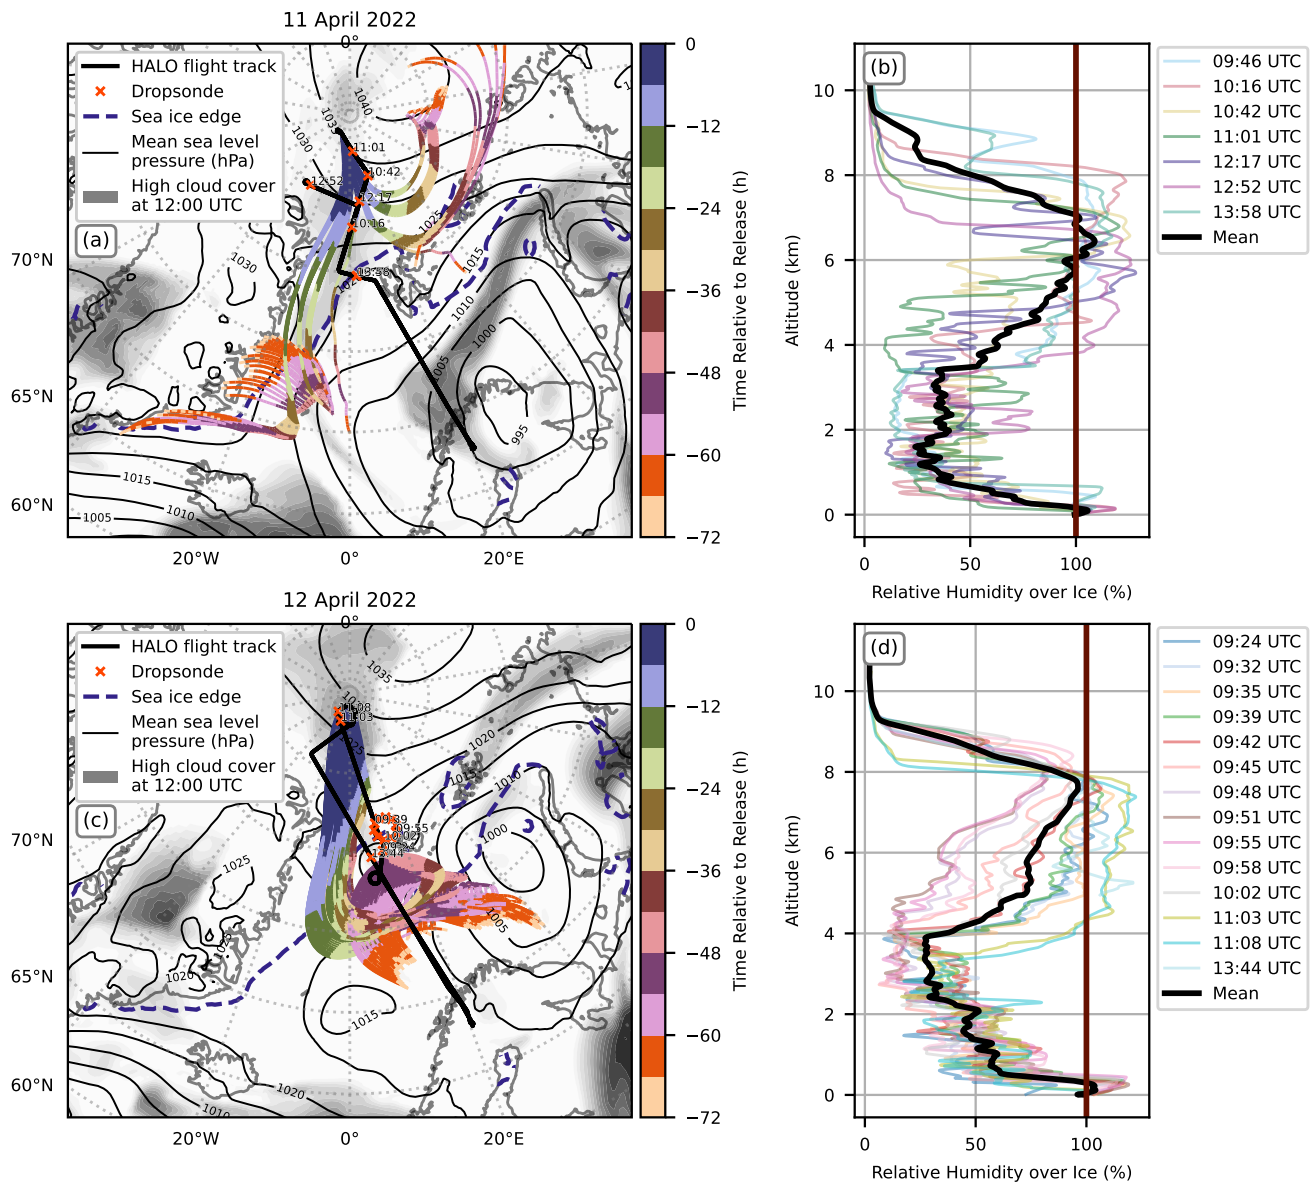 11 April 2022
0°
HALO flight track
Dropsonde
Sea ice edge
Mean sea level
pressure (hPa)
High cloud cover
at 12:00 UTC
(a)
1040
1035
1030
11:01
10:42
12:52
12:17
10:16
1025
1015
1030
1010
1000
1005
995
1015
1010
1005
70°N
65°N
60°N
20°W
0°
20°E
0
−12
−24
−36
−48
−60
−72
Time Relative to Release (h)
(b)
10
8
6
4
2
0
Altitude (km)
0
50
100
Relative Humidity over Ice (%)
09:46 UTC
10:16 UTC
10:42 UTC
11:01 UTC
12:17 UTC
12:52 UTC
13:58 UTC
Mean
12 April 2022
0°
HALO flight track
Dropsonde
Sea ice edge
Mean sea level
pressure (hPa)
High cloud cover
at 12:00 UTC
(c)
1035
11:08
11:03
1025
1020
1015
1010
09:39
09:55
10:02
13:44
1000
1005
1025
1025
1020
1015
1020
1010
70°N
65°N
60°N
20°W
0°
20°E
0
−12
−24
−36
−48
−60
−72
Time Relative to Release (h)
(d)
10
8
6
4
2
0
Altitude (km)
0
50
100
Relative Humidity over Ice (%)
09:24 UTC
09:32 UTC
09:35 UTC
09:39 UTC
09:42 UTC
09:45 UTC
09:48 UTC
09:51 UTC
09:55 UTC
09:58 UTC
10:02 UTC
11:03 UTC
11:08 UTC
13:44 UTC
Mean